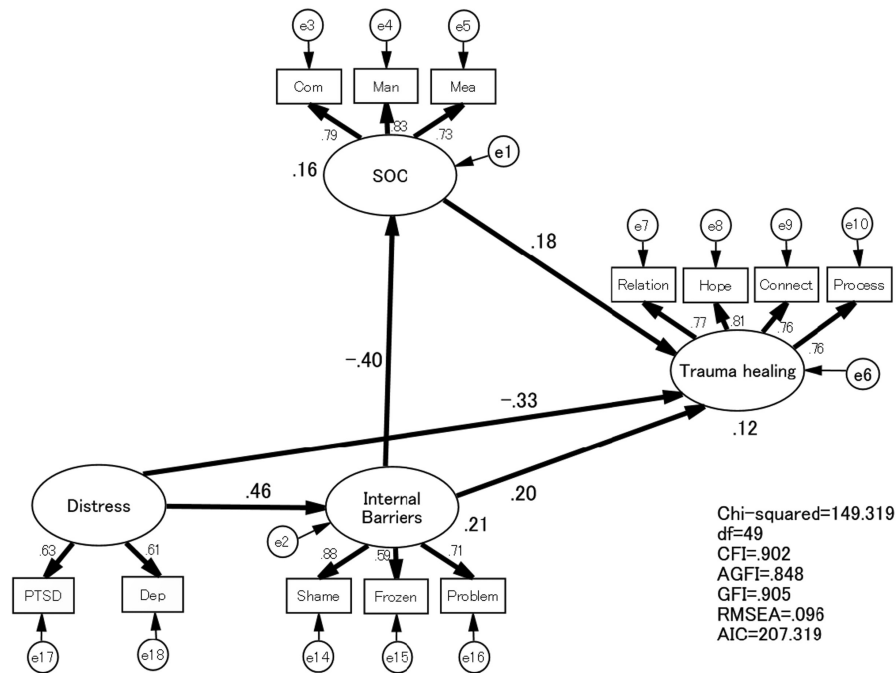 e3 e4 e5
Com Man Mea
.79 .83 .73
.16 SOC e1
.18
e7 e8 e9 e10
Relation Hope Connect Process
.77 .81 .76 .76
-.40
Trauma healing e6
-.33
.12
Distress .46 Internal
Barriers
.20
e2 .21
.63 .61 .88 .59 .71
PTSD Dep Shame Frozen Problem
e17 e18 e14 e15 e16
Chi-squared=149.319
df=49
CFI=.902
AGFI=.848
GFI=.905
RMSEA=.096
AIC=207.319